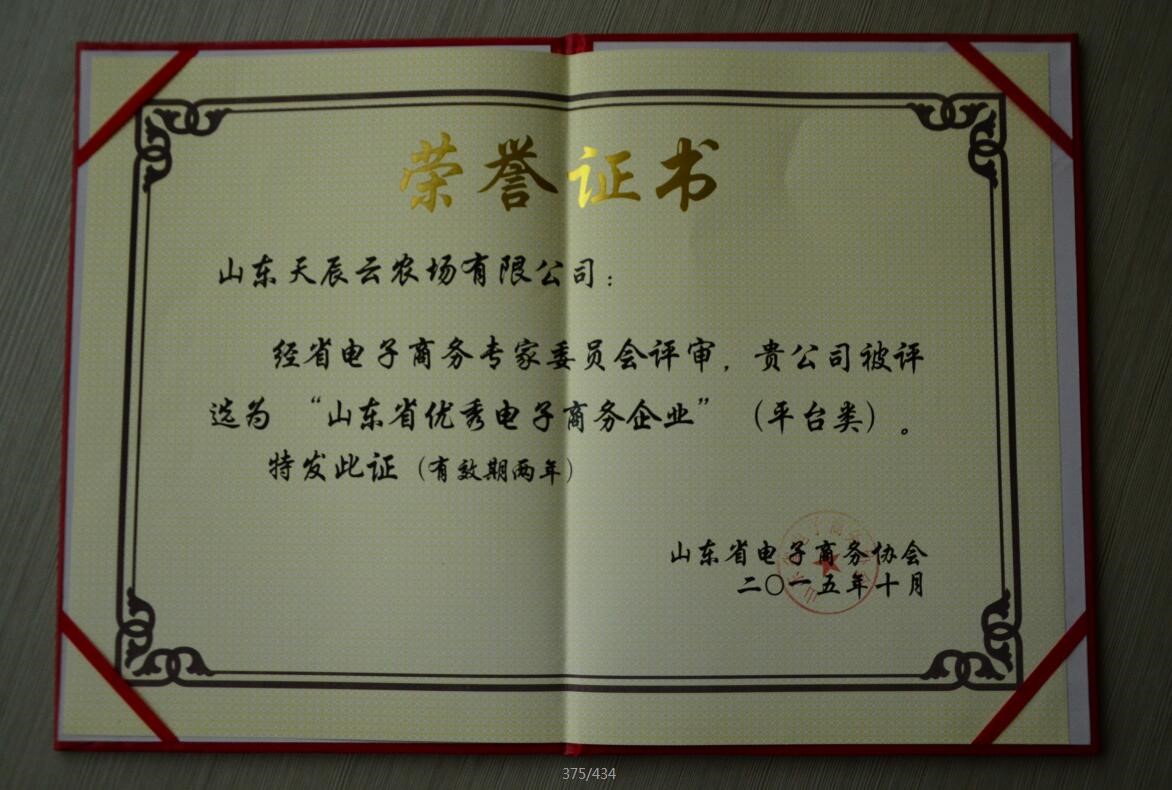 荣誉证书
山东天辰云农场有限公司：
经省电子商务专家委员会评审，贵公司被评
选为 “山东省优秀电子商务企业” （平台类）。
特发此证（有效期两年）
山东省电子商务协会
二〇一五年十月
375/434